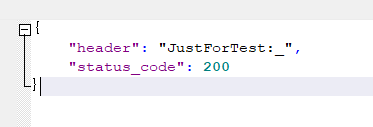 {
"header": "JustForTest:_",
"status_code": 200
}